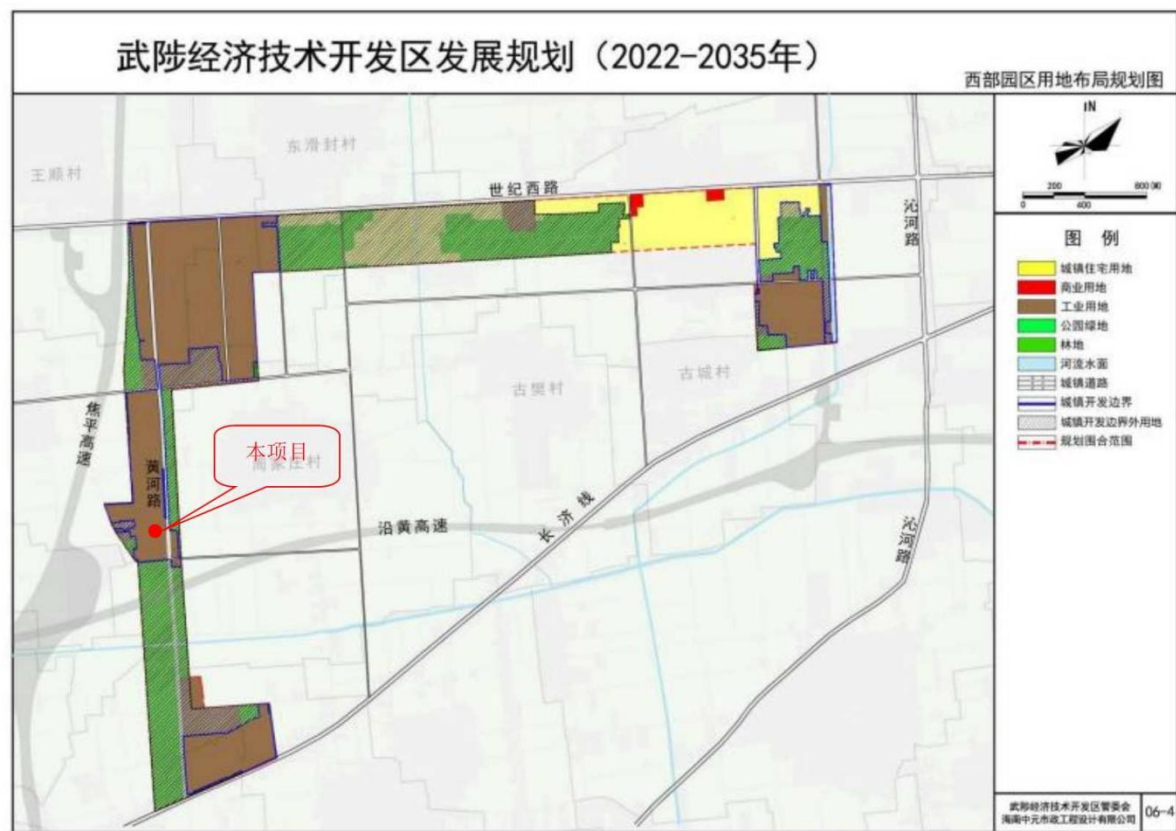 武陟经济技术开发区发展规划（2022-2035年）
西部园区用地布局规划图
王顺村
东滑封村
世纪西路
沁河路
古樊村
古城村
焦平高速
黄河路
本项目
沿黄高速
长济线
沁河路
N
200
800(米)
0
400
图 例
城镇住宅用地
商业用地
工业用地
公园绿地
林地
河流水面
城镇道路
城镇开发边界
城镇开发边界外用地
规划围合范围
武陟经济技术开发区管委会
海南中元市政工程设计有限公司
06-4